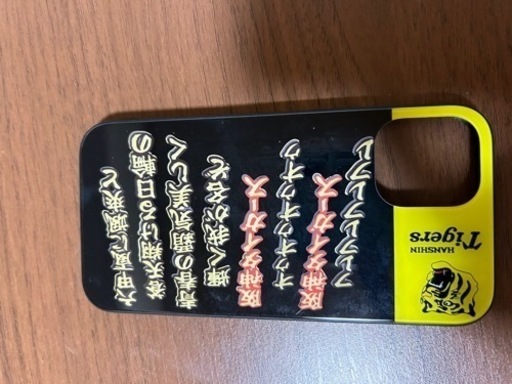 六甲颪に颯爽と
蒼天翔ける日輪の
青春の覇気美しく
輝く我が名ぞ
阪神タイガース
オウオウオウオウ
阪神タイガース
フレフレフレフレ
HANSHIN
Tigers